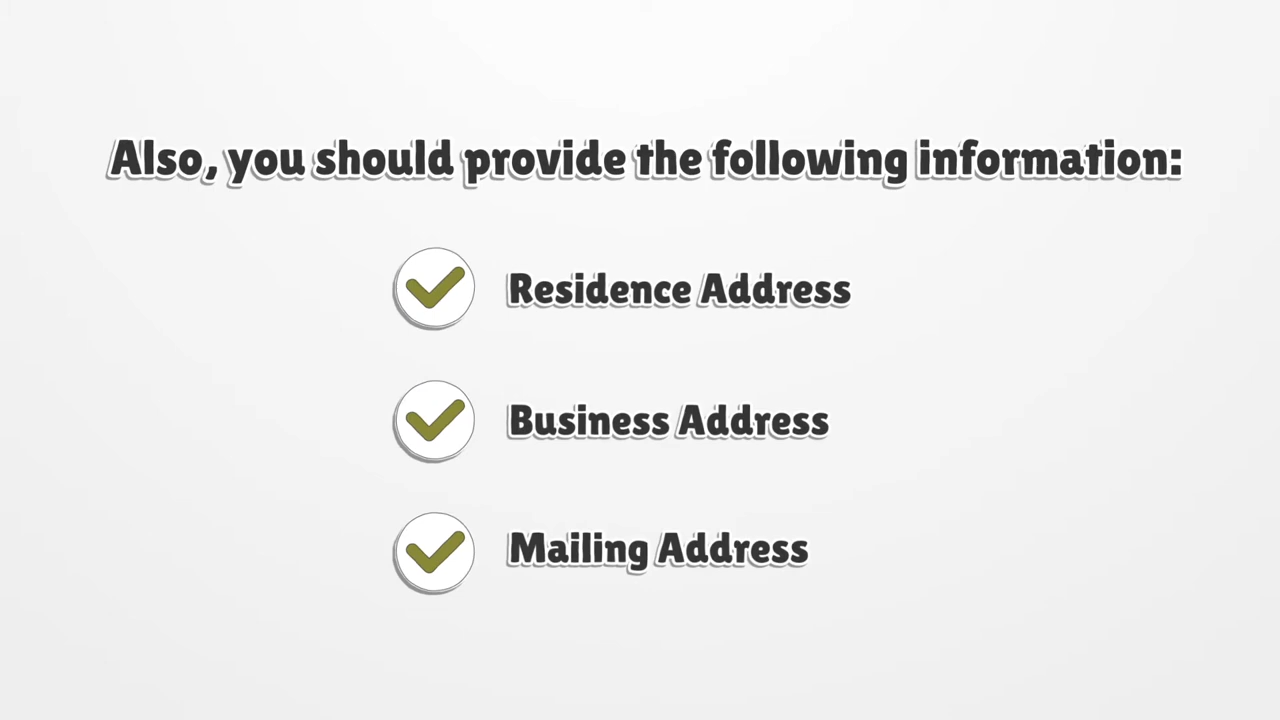 Also, you should provide the following information:
Residence Address
Business Address
Mailing Address